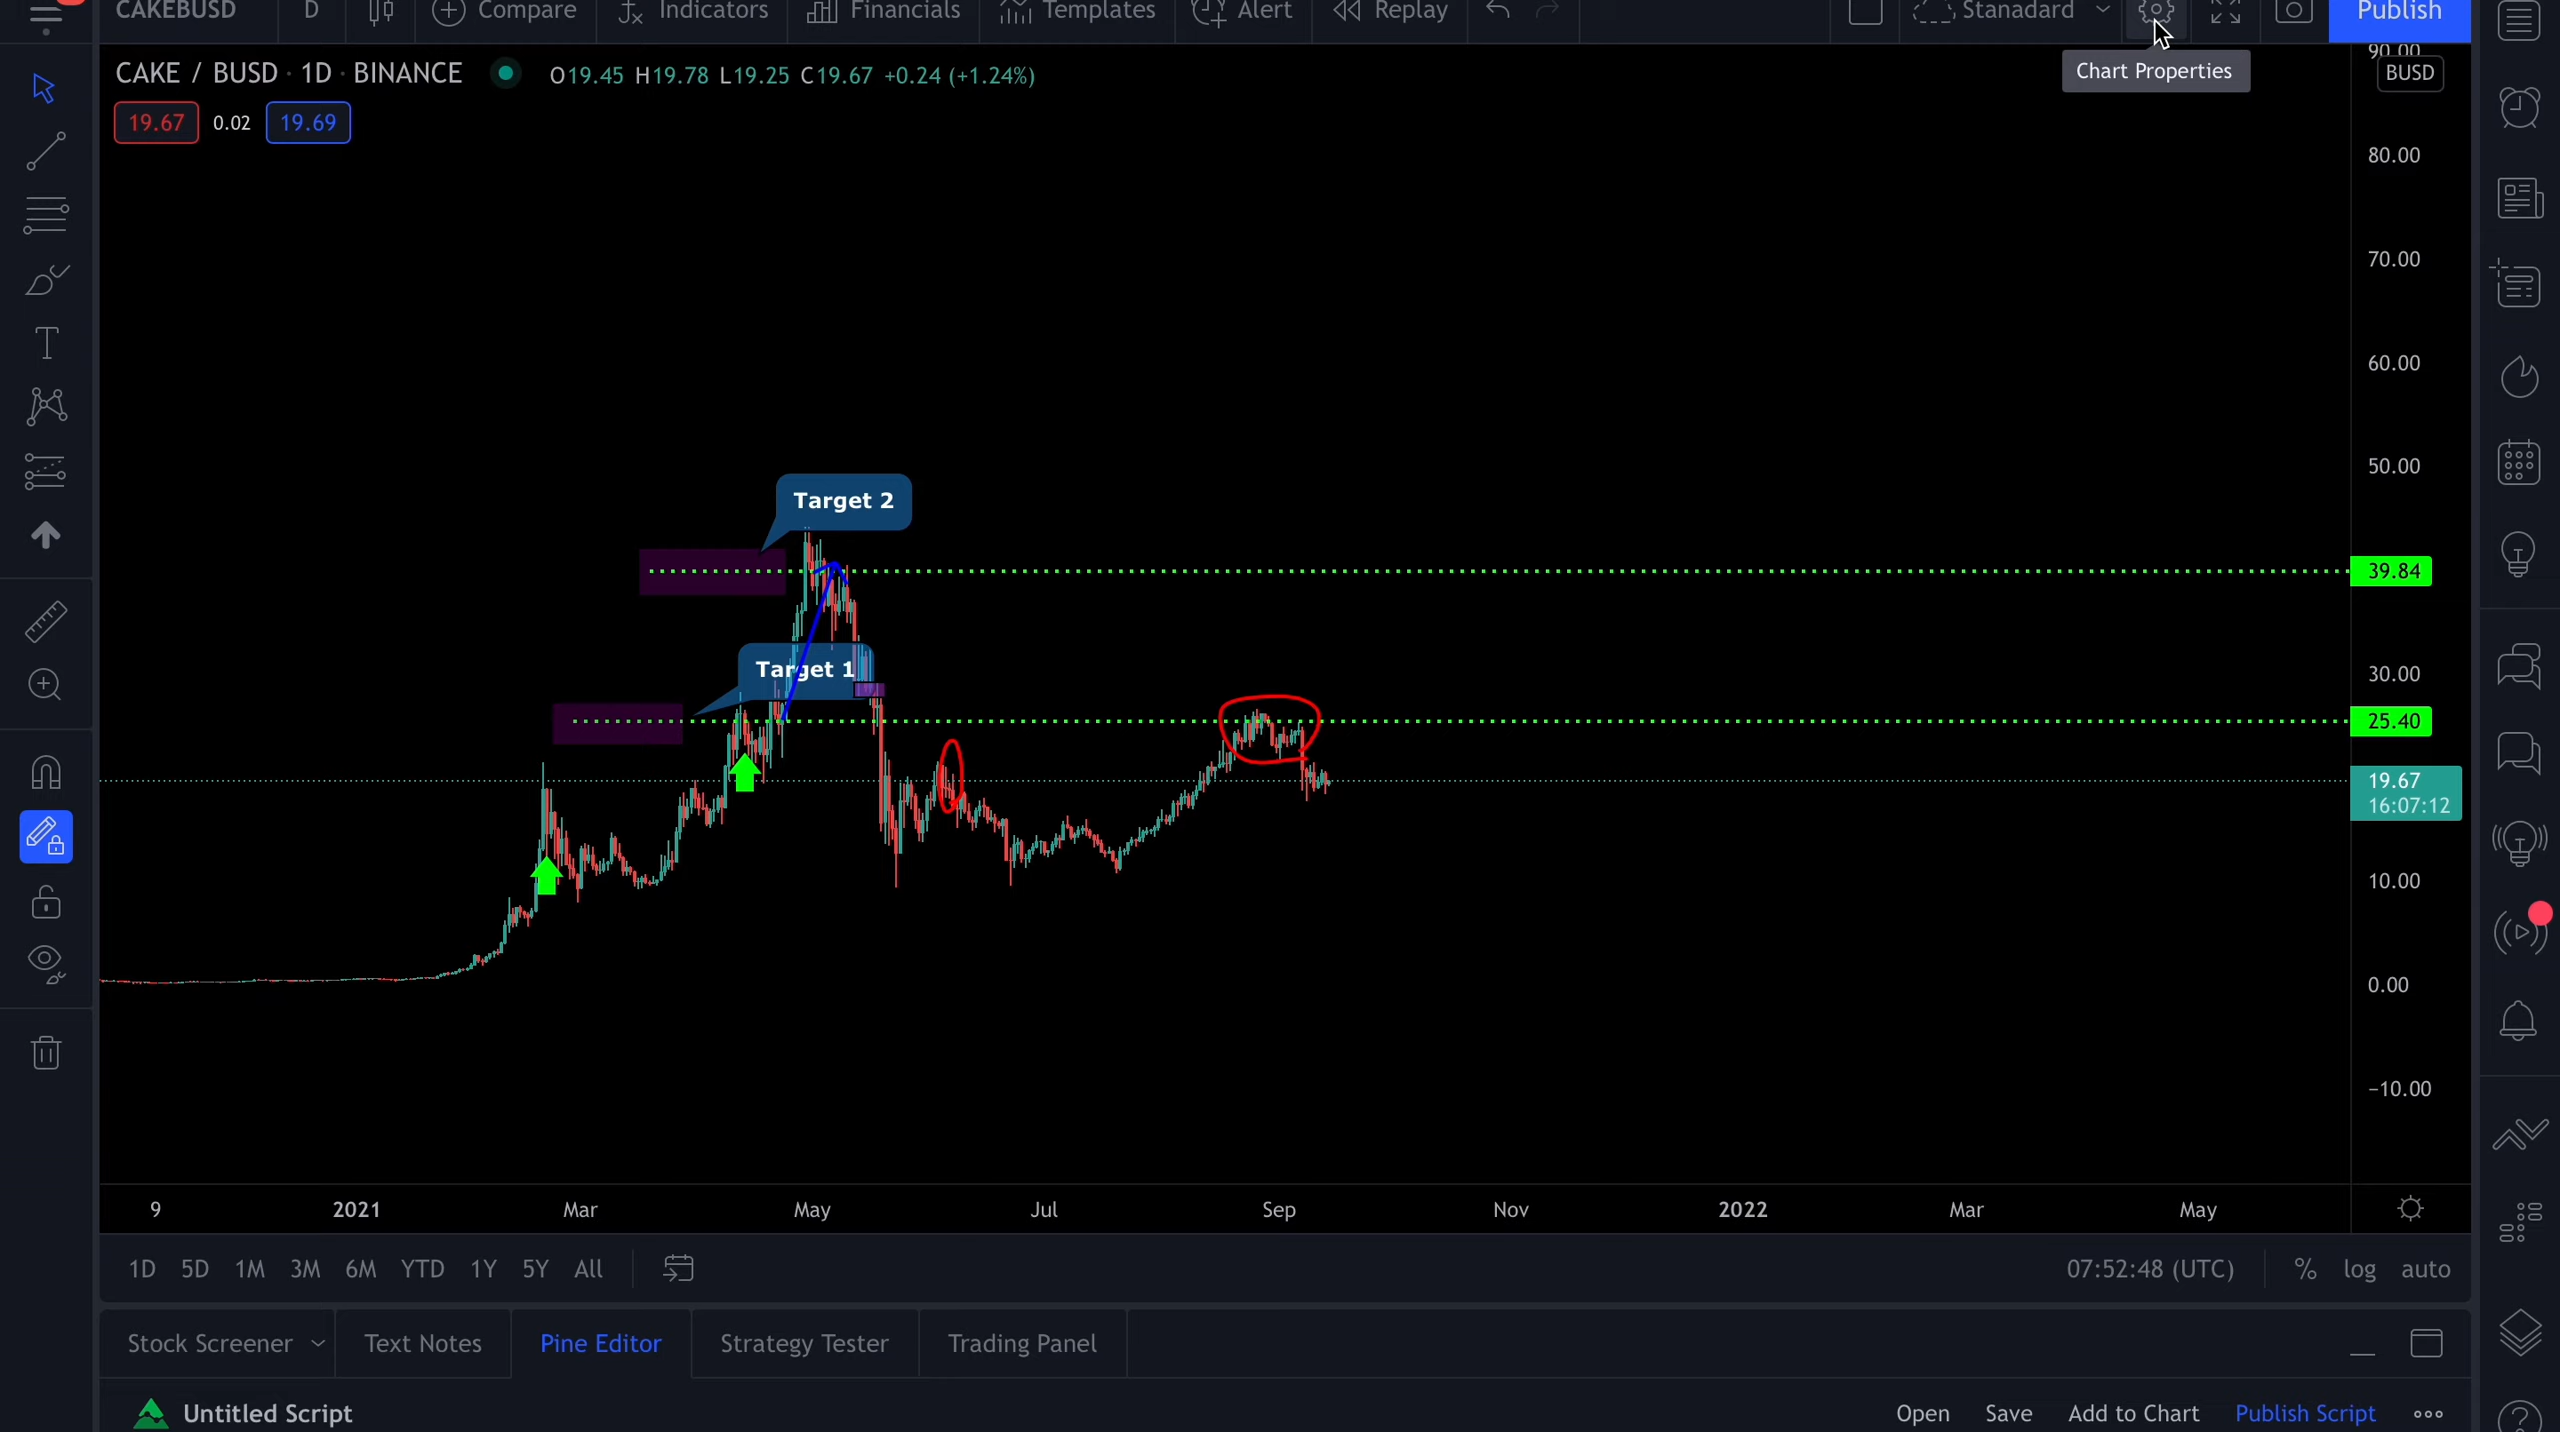 CAKEBUSD D Compare Indicators Financials Templates Alert Replay Stanadard Publish
Chart Properties
CAKE / BUSD · 1D · BINANCE O19.45 H19.78 L19.25 C19.67 +0.24 (+1.24%)
19.67 0.02 19.69
90.00
BUSD
80.00
70.00
60.00
50.00
Target 2
39.84
Target 1
30.00
25.40
19.67
16:07:12
10.00
0.00
−10.00
9 2021 Mar May Jul Sep Nov 2022 Mar May
1D 5D 1M 3M 6M YTD 1Y 5Y All 07:52:48 (UTC) % log auto
Stock Screener Text Notes Pine Editor Strategy Tester Trading Panel
Untitled Script Open Save Add to Chart Publish Script